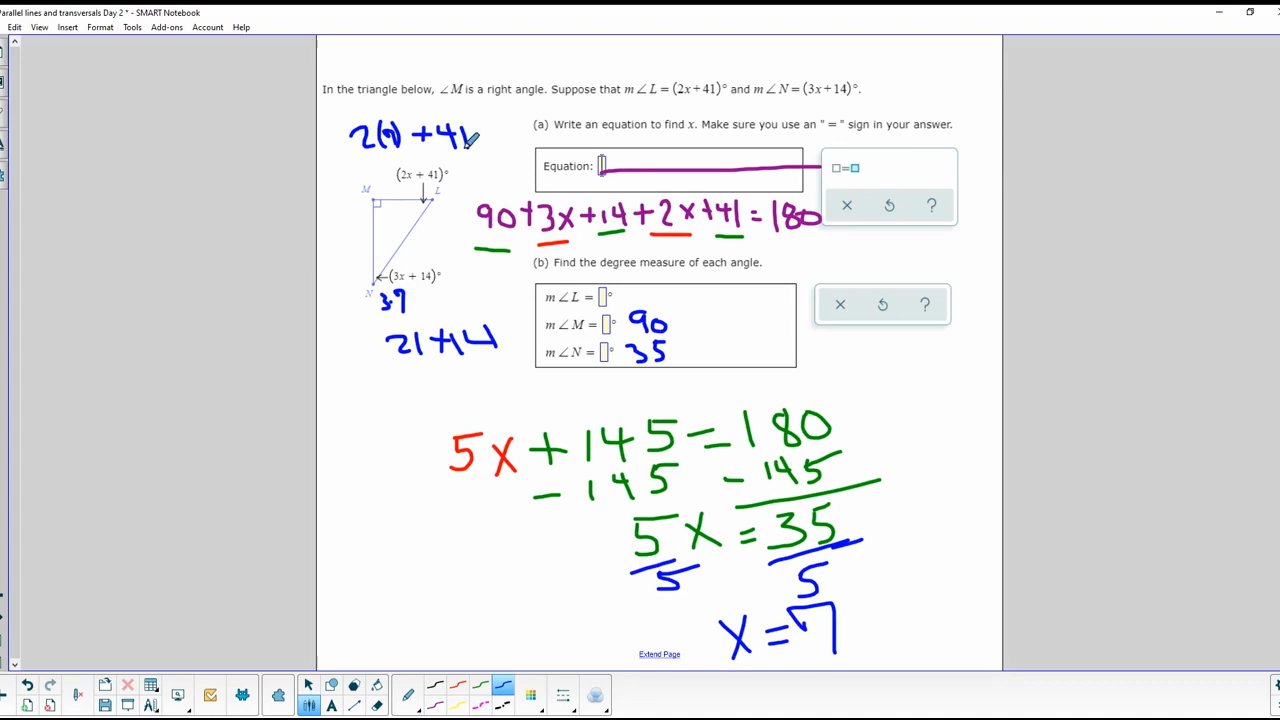 Parallel lines and transversals Day 2 * - SMART Notebook
Edit View Insert Format Tools Add-ons Account Help
In the triangle below, ∠M is a right angle. Suppose that m∠L = (2x+41)° and m∠N = (3x+14)°.
2(7) + 41
(a) Write an equation to find x. Make sure you use an " = " sign in your answer.
Equation:
□=□
× ?
(2x + 41)°
M
L
90+3x+14+2x+41=180
(b) Find the degree measure of each angle.
(3x + 14)°
N
3·7
21+14
m∠L = °
m∠M = ° 90
m∠N = ° 35
× ?
5x + 145 = 180
- 145 - 145
5x = 35
5 5
x = 7
Extend Page